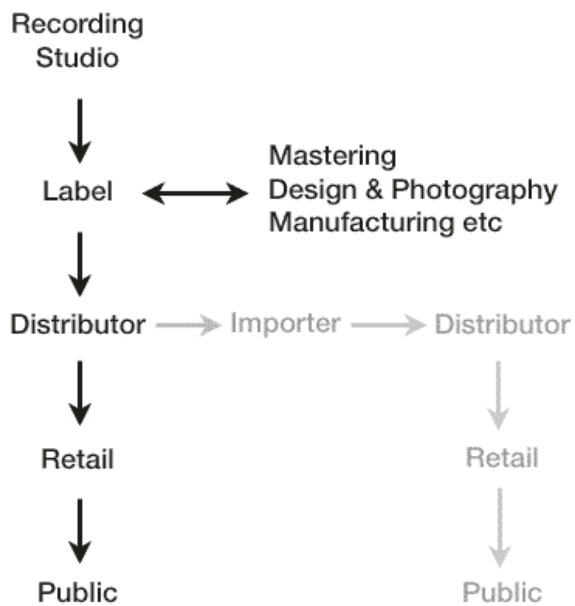 Recording
Studio
Label
Mastering
Design & Photography
Manufacturing etc
Distributor
Importer
Distributor
Retail
Retail
Public
Public